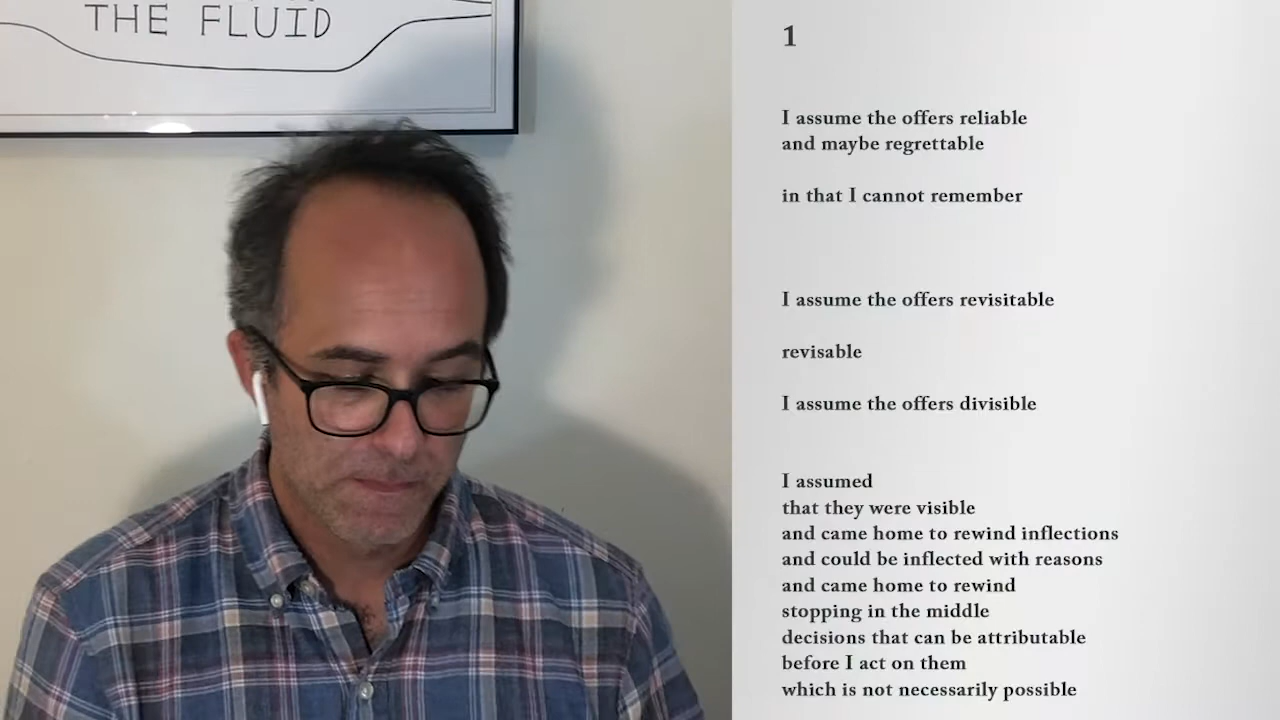 THE FLUID
1
I assume the offers reliable
and maybe regrettable
in that I cannot remember
I assume the offers revisitable
revisable
I assume the offers divisible
I assumed
that they were visible
and came home to rewind inflections
and could be inflected with reasons
and came home to rewind
stopping in the middle
decisions that can be attributable
before I act on them
which is not necessarily possible